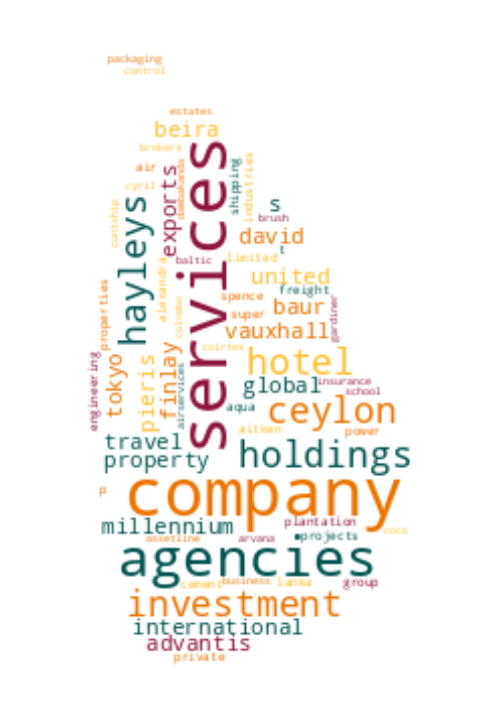 packaging
control
estates
beira
brokers
air
cyril
exports
dambakanda
services
shipping
industries
contship
hayleys
s
brush
david
t
baltic
limited
alexandra
colombo
united
freight
spence
super
baur
gardiner
vauxhall
properties
engineering
tokyo
pieris
finlay
airservices
coirtex
hotel
global
insurance
school
aqua
ceylon
aitken
power
travel
property
holdings
p
company
millennium
plantation
coco
assetline
arvana
projects
agencies
cement
business
lanka
group
investment
international
advantis
private